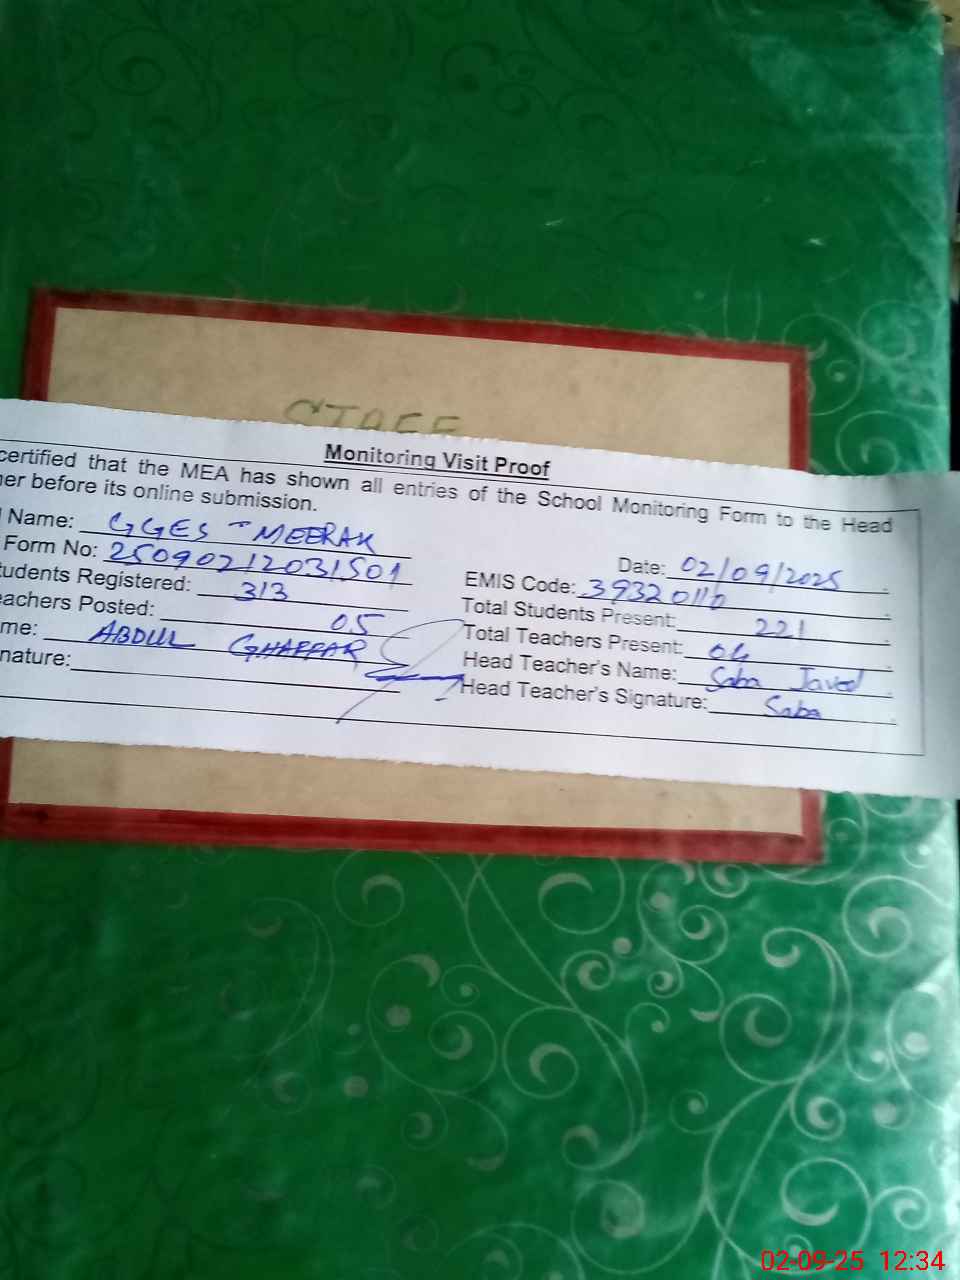 STAFF
Monitoring Visit Proof
certified that the MEA has shown all entries of the School Monitoring Form to the Head
her before its online submission.
Name: GGES - MEERAK
Date: 02/09/2025
Form No: 25090212031501
EMIS Code: 39320110
tudents Registered: 313
Total Students Present: 221
eachers Posted: 05
Total Teachers Present: 04
me: ABDUL GHAFFAR
Head Teacher's Name: Saba Javed
nature:
Head Teacher's Signature: Saba
02-09-25 12:34